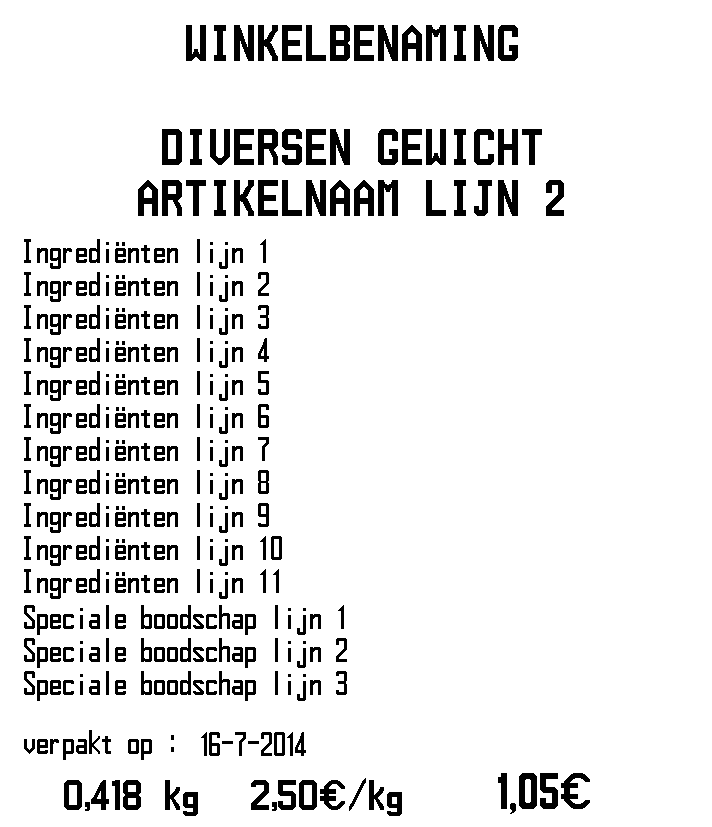 WINKELBENAMING
DIVERSEN GEWICHT
ARTIKELNAAM LIJN 2
Ingrediënten lijn 1
Ingrediënten lijn 2
Ingrediënten lijn 3
Ingrediënten lijn 4
Ingrediënten lijn 5
Ingrediënten lijn 6
Ingrediënten lijn 7
Ingrediënten lijn 8
Ingrediënten lijn 9
Ingrediënten lijn 10
Ingrediënten lijn 11
Speciale boodschap lijn 1
Speciale boodschap lijn 2
Speciale boodschap lijn 3
verpakt op : 16-7-2014
0,418 kg 2,50€/kg 1,05€